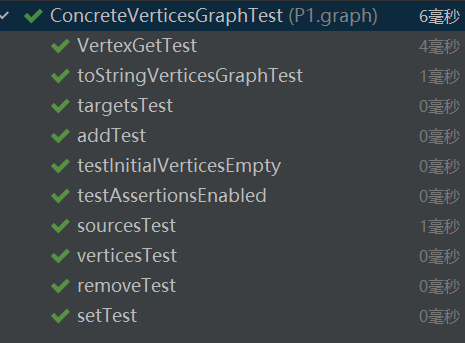 ConcreteVerticesGraphTest (P1.graph) 6毫秒
VertexGetTest 4毫秒
toStringVerticesGraphTest 1毫秒
targetsTest 0毫秒
addTest 0毫秒
testInitialVerticesEmpty 0毫秒
testAssertionsEnabled 0毫秒
sourcesTest 1毫秒
verticesTest 0毫秒
removeTest 0毫秒
setTest 0毫秒